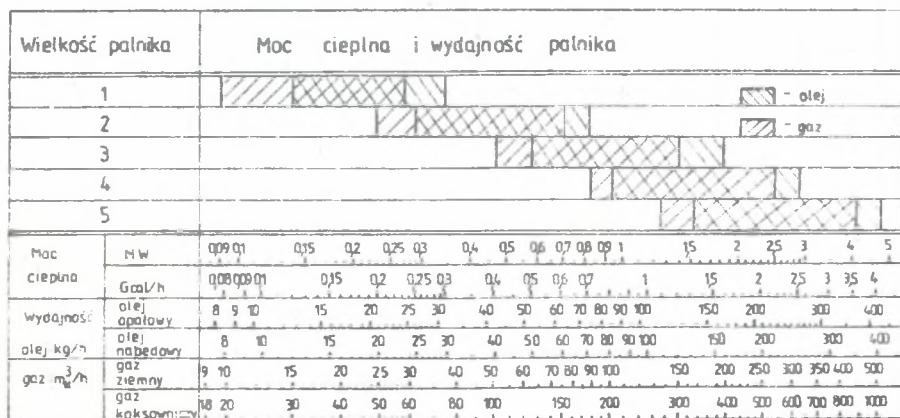 Wielkość palnika Moc cieplna i wydajność palnika
1
- olej
2
- gaz
3
4
5
Moc MW 0,09 0,1 0,15 0,2 0,25 0,3 0,4 0,5 0,6 0,7 0,8 0,9 1 1,5 2 2,5 3 4 5
cieplna Gcal/h 0,08 0,09 0,1 0,15 0,2 0,25 0,3 0,4 0,5 0,6 0,7 1 1,5 2 2,5 3 3,5 4
Wydajność olej opałowy 8 9 10 15 20 25 30 40 50 60 70 80 90 100 150 200 300 400
olej kg/h olej nabędowy 8 10 15 20 25 30 40 50 60 70 80 90 100 150 200 300 400
gaz m³/h gaz ziemny 9 10 15 20 25 30 40 50 60 70 80 90 100 150 200 250 300 350 400 500
gaz 18 20 30 40 50 60 80 100 150 200 300 400 500 600 700 800 1000